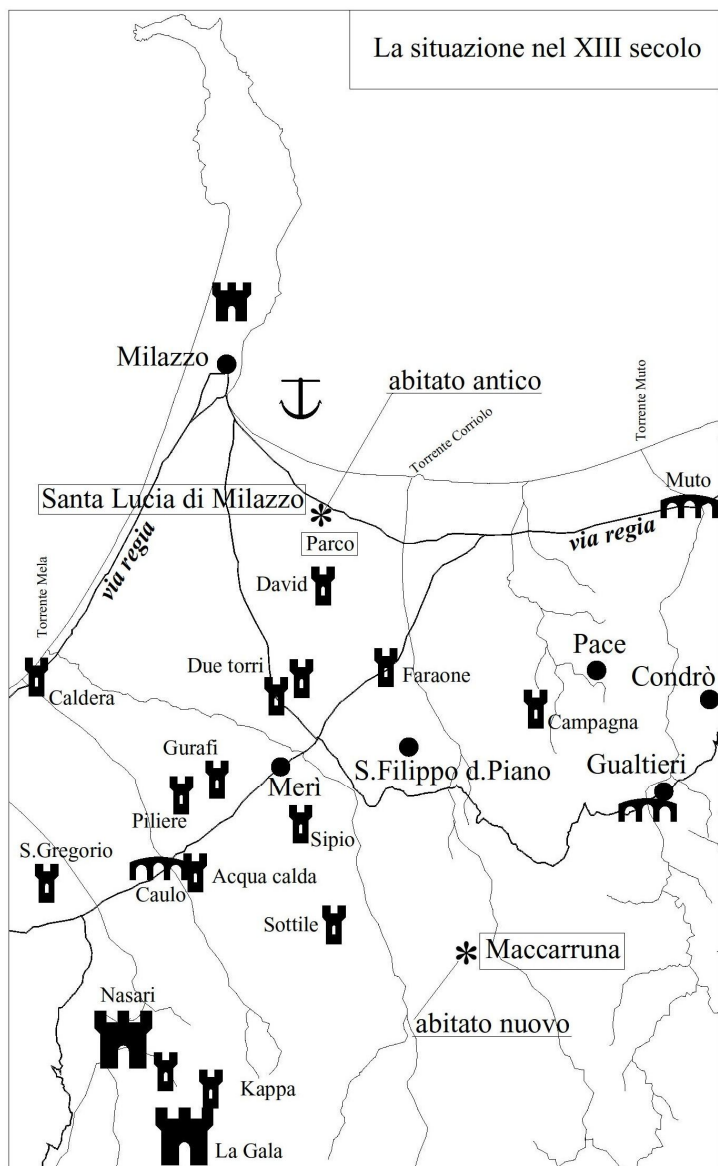 La situazione nel XIII secolo
Milazzo
abitato antico
Torrente Corriolo
Torrente Muto
Muto
Santa Lucia di Milazzo
Parco
via regia
via regia
Torrente Mela
David
Due torri
Faraone
Pace
Condrò
Caldera
Campagna
Gurafi
S.Filippo d.Piano
Gualtieri
Merì
Piliere
Sipio
S.Gregorio
Acqua calda
Caulo
Sottile
Maccarruna
Nasari
abitato nuovo
Kappa
La Gala